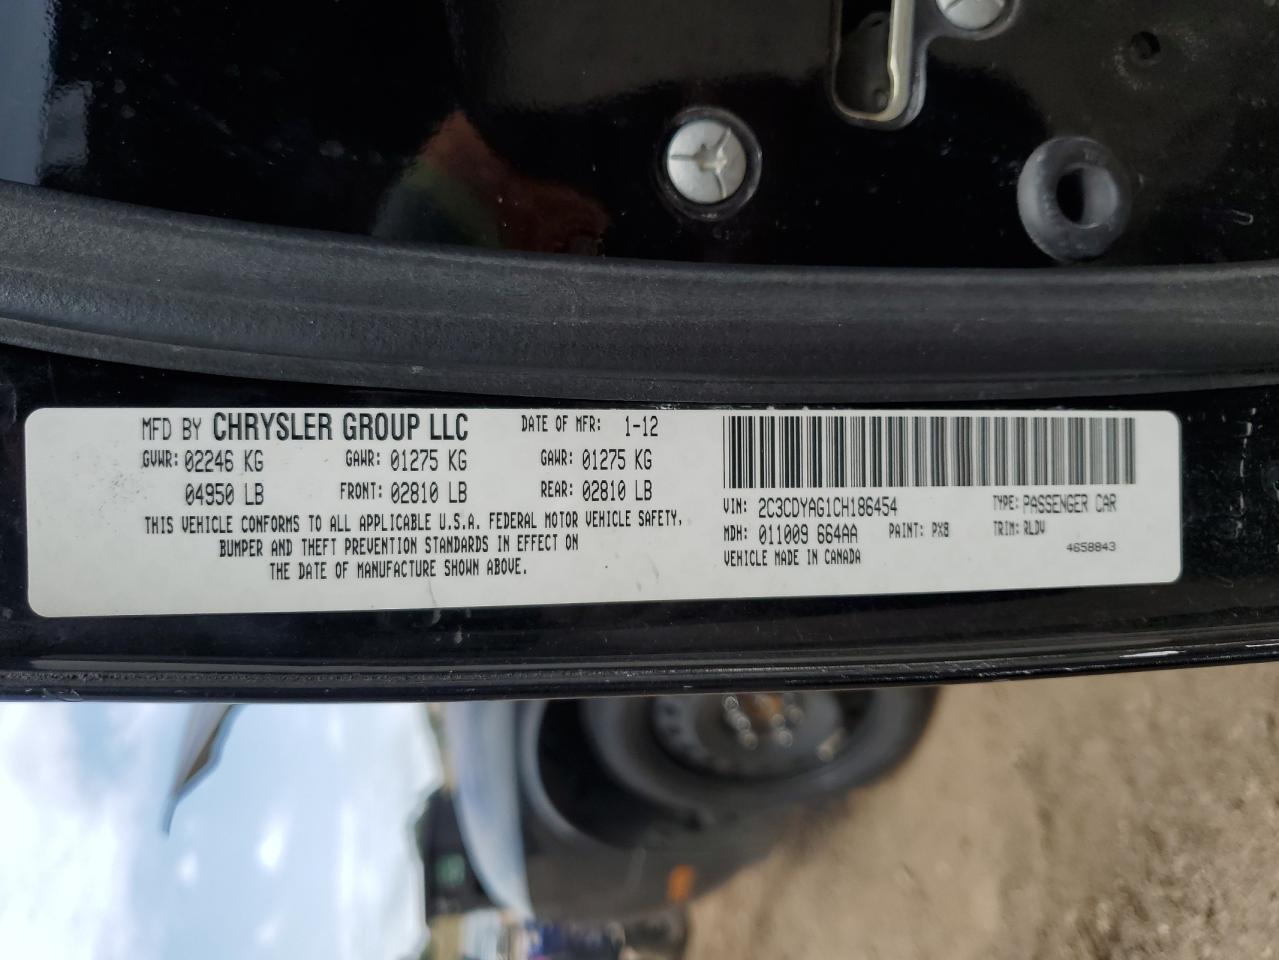 MFD BY CHRYSLER GROUP LLC DATE OF MFR: 1-12
GVWR: 02246 KG GAWR: 01275 KG GAWR: 01275 KG
04950 LB FRONT: 02810 LB REAR: 02810 LB
THIS VEHICLE CONFORMS TO ALL APPLICABLE U.S.A. FEDERAL MOTOR VEHICLE SAFETY,
BUMPER AND THEFT PREVENTION STANDARDS IN EFFECT ON
THE DATE OF MANUFACTURE SHOWN ABOVE.
VIN: 2C3CDYAG1CH186454 TYPE: PASSENGER CAR
MDH: 011009 664AA PAINT: PX8 TRIM: RLDV
VEHICLE MADE IN CANADA 4658843